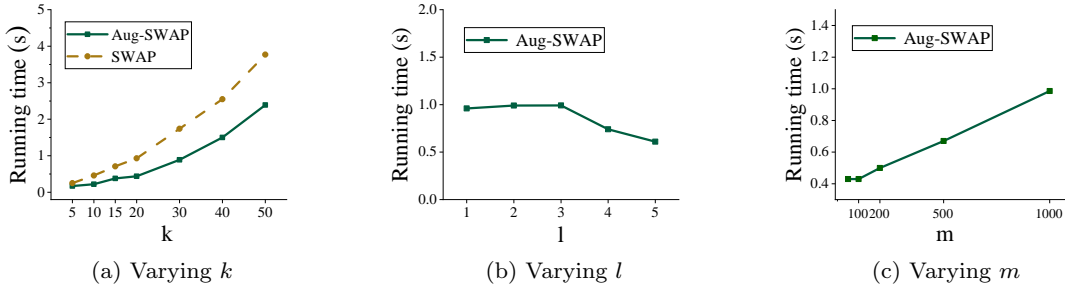 5
4
3
2
1
0
Running time (s)
Aug-SWAP
SWAP
5 10 15 20 30 40 50
k
(a) Varying k
2.0
1.5
1.0
0.5
0.0
Running time (s)
Aug-SWAP
1 2 3 4 5
l
(b) Varying l
1.4
1.2
1.0
0.8
0.6
0.4
Running time (s)
Aug-SWAP
100 200 500 1000
m
(c) Varying m